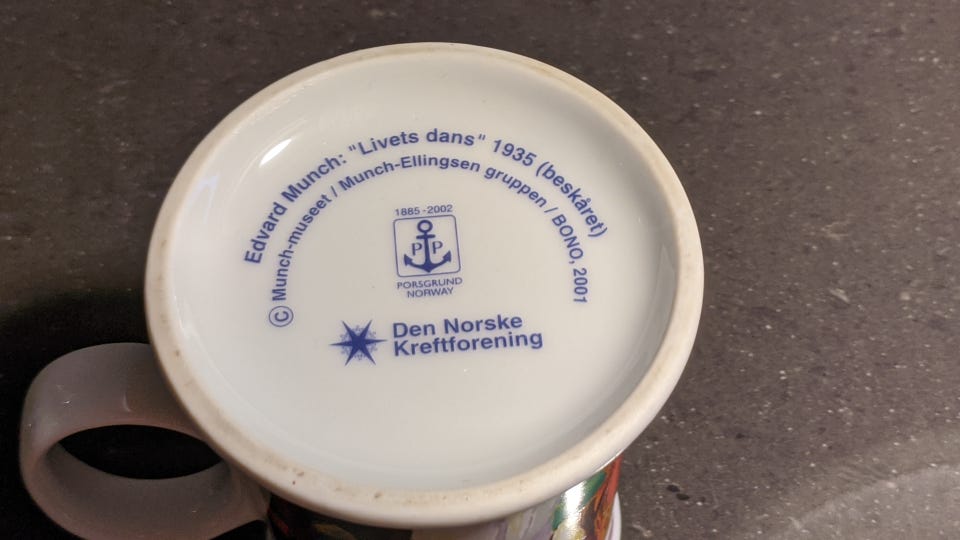 Edvard Munch: "Livets dans" 1935 (beskåret)
© Munch-museet / Munch-Ellingsen gruppen / BONO, 2001
1885-2002
P P
PORSGRUND
NORWAY
Den Norske
Kreftforening